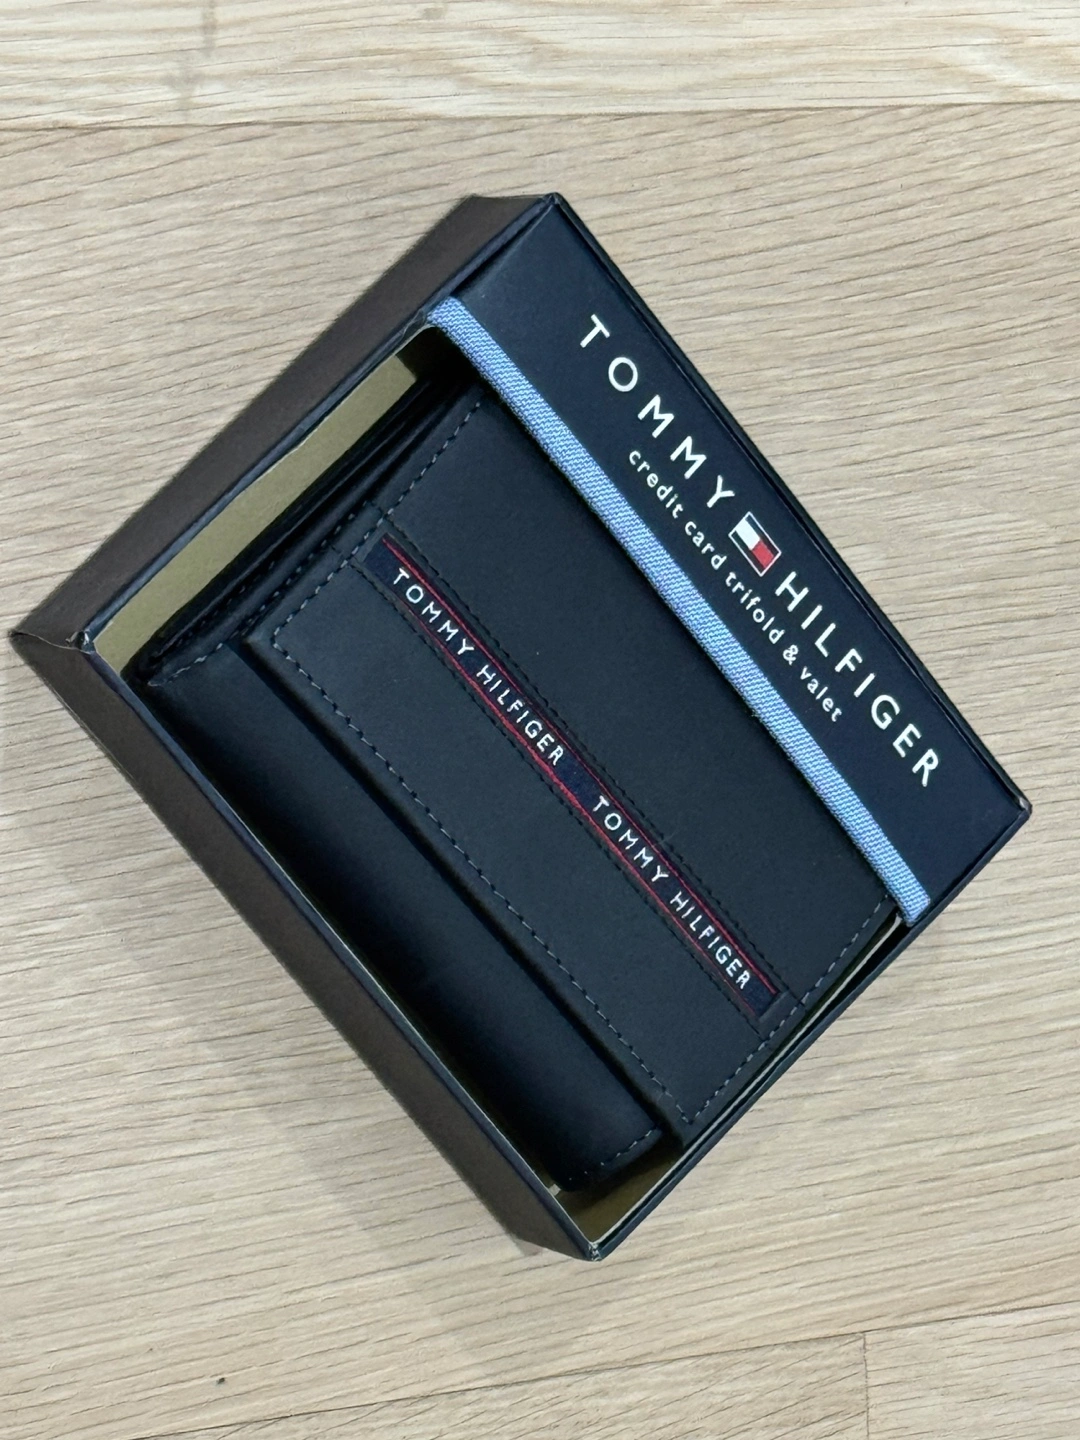 TOMMY HILFIGER
credit card trifold & valet
TOMMY HILFIGER TOMMY HILFIGER